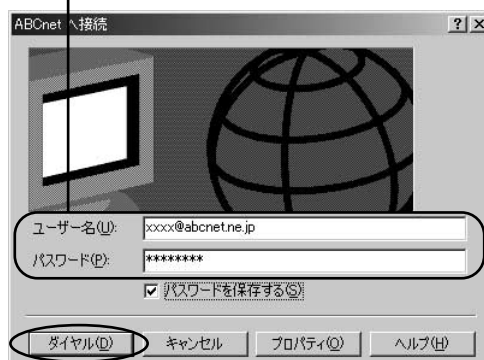 ABCnet へ接続
ユーザー名(U): xxxx@abcnet.ne.jp
パスワード(P): ********
パスワードを保存する(S)
ダイヤル(D) キャンセル プロパティ(O) ヘルプ(H)